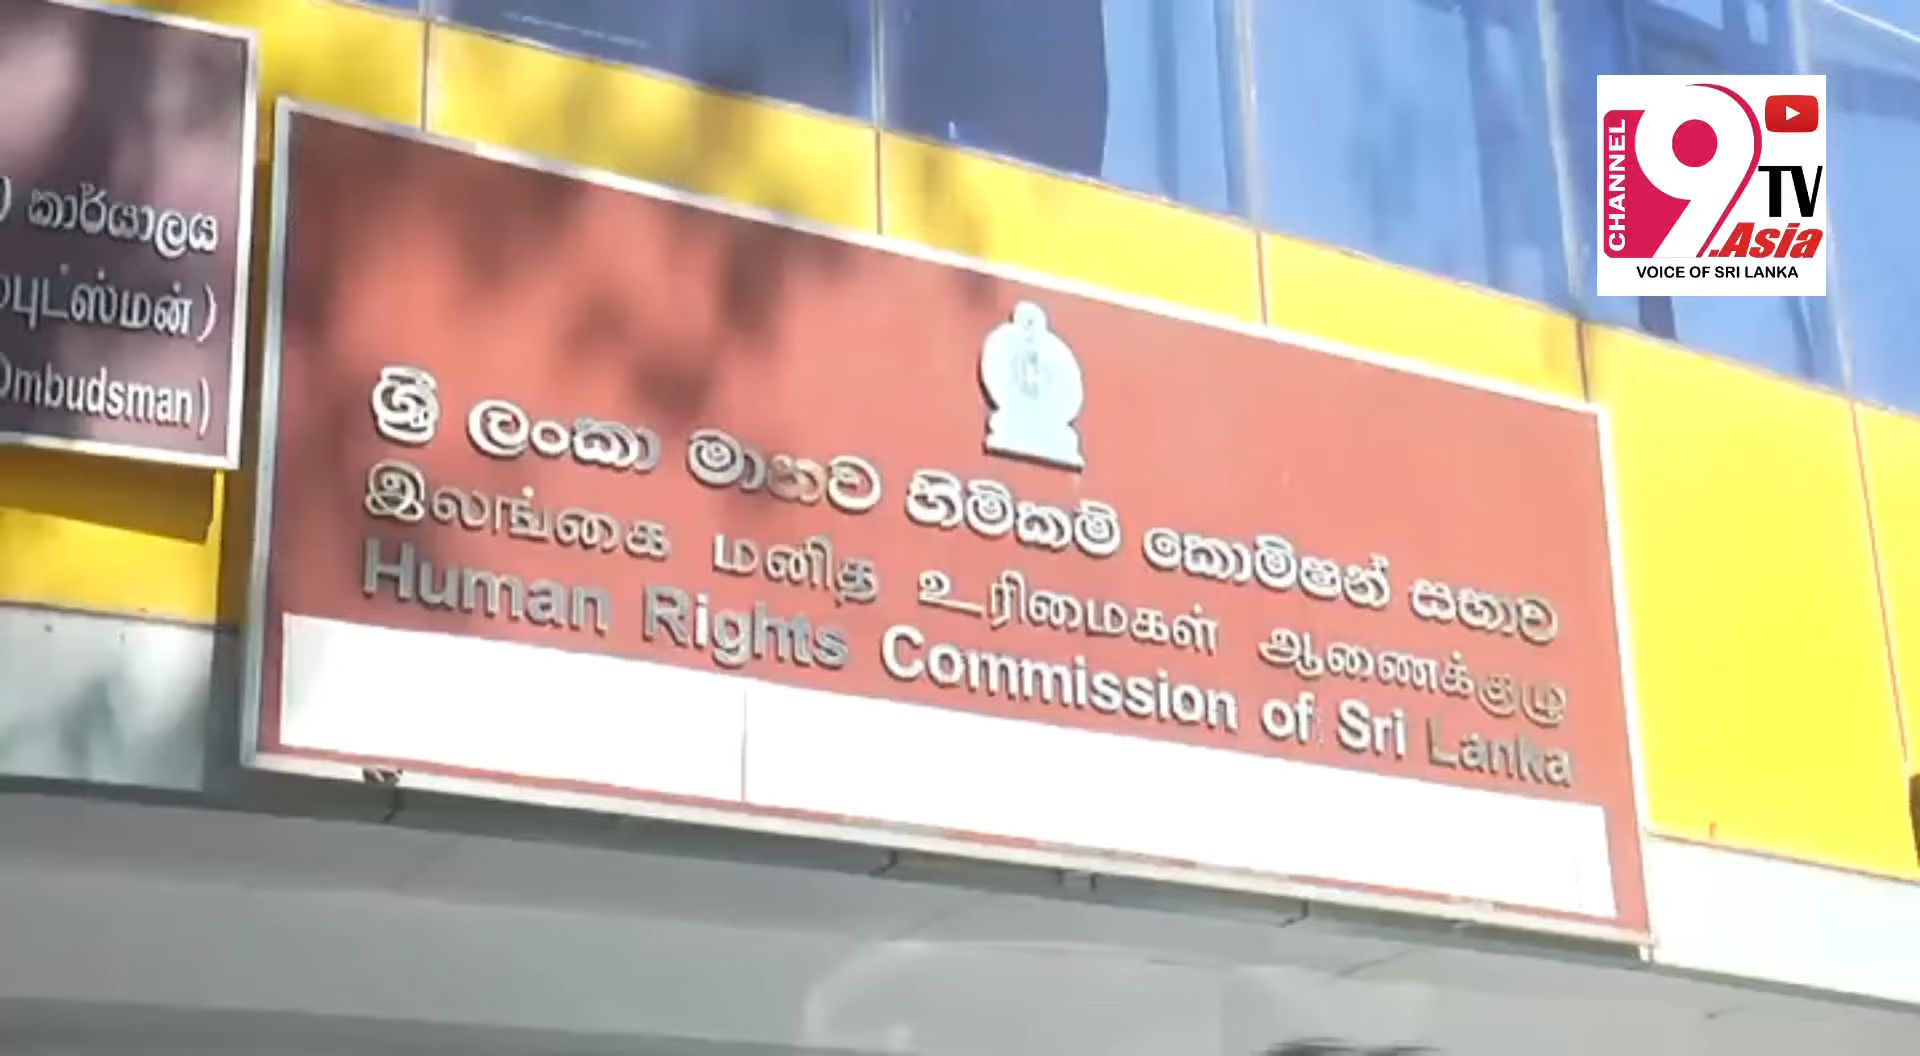 ) කාර්යාලය
புட்ஸ்மன் )
Ombudsman )
ශ්‍රී ලංකා මානව හිමිකම් කොමිෂන් සභාව
இலங்கை மனித உரிமைகள் ஆணைக்குழு
Human Rights Commission of Sri Lanka
CHANNEL
9
TV
.Asia
VOICE OF SRI LANKA